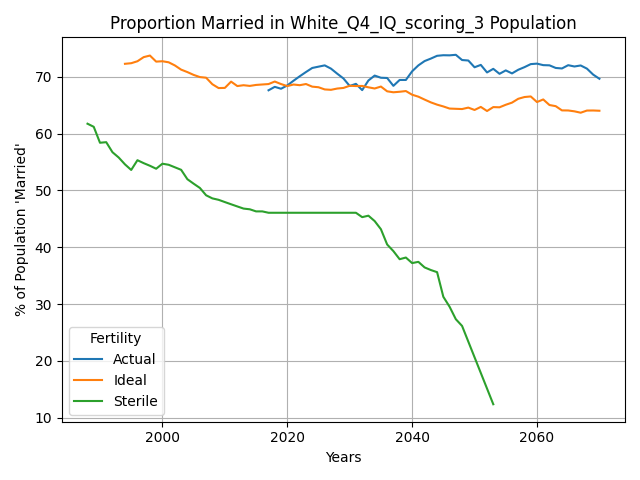 Proportion Married in White_Q4_IQ_scoring_3 Population
% of Population 'Married'
70
60
50
40
30
20
10
Fertility
Actual
Ideal
Sterile
2000
2020
2040
2060
Years